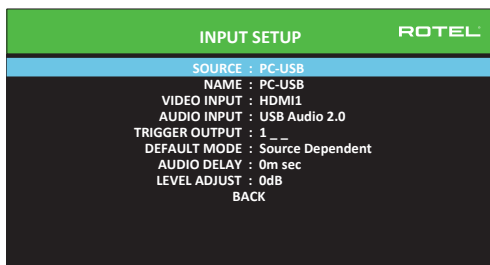 INPUT SETUP
ROTEL
SOURCE : PC-USB
NAME : PC-USB
VIDEO INPUT : HDMI1
AUDIO INPUT : USB Audio 2.0
TRIGGER OUTPUT : 1 _ _
DEFAULT MODE : Source Dependent
AUDIO DELAY : 0m sec
LEVEL ADJUST : 0dB
BACK